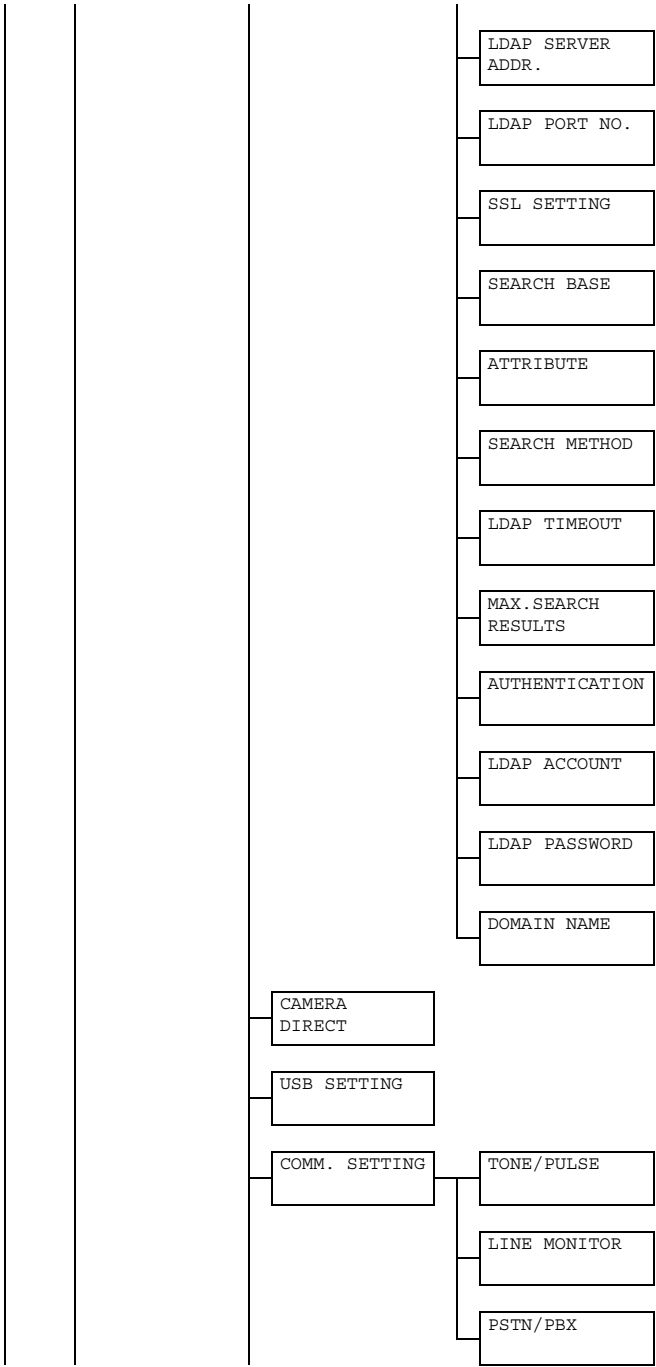 LDAP SERVER
ADDR.
LDAP PORT NO.
SSL SETTING
SEARCH BASE
ATTRIBUTE
SEARCH METHOD
LDAP TIMEOUT
MAX.SEARCH
RESULTS
AUTHENTICATION
LDAP ACCOUNT
LDAP PASSWORD
DOMAIN NAME
CAMERA
DIRECT
USB SETTING
COMM. SETTING
TONE/PULSE
LINE MONITOR
PSTN/PBX